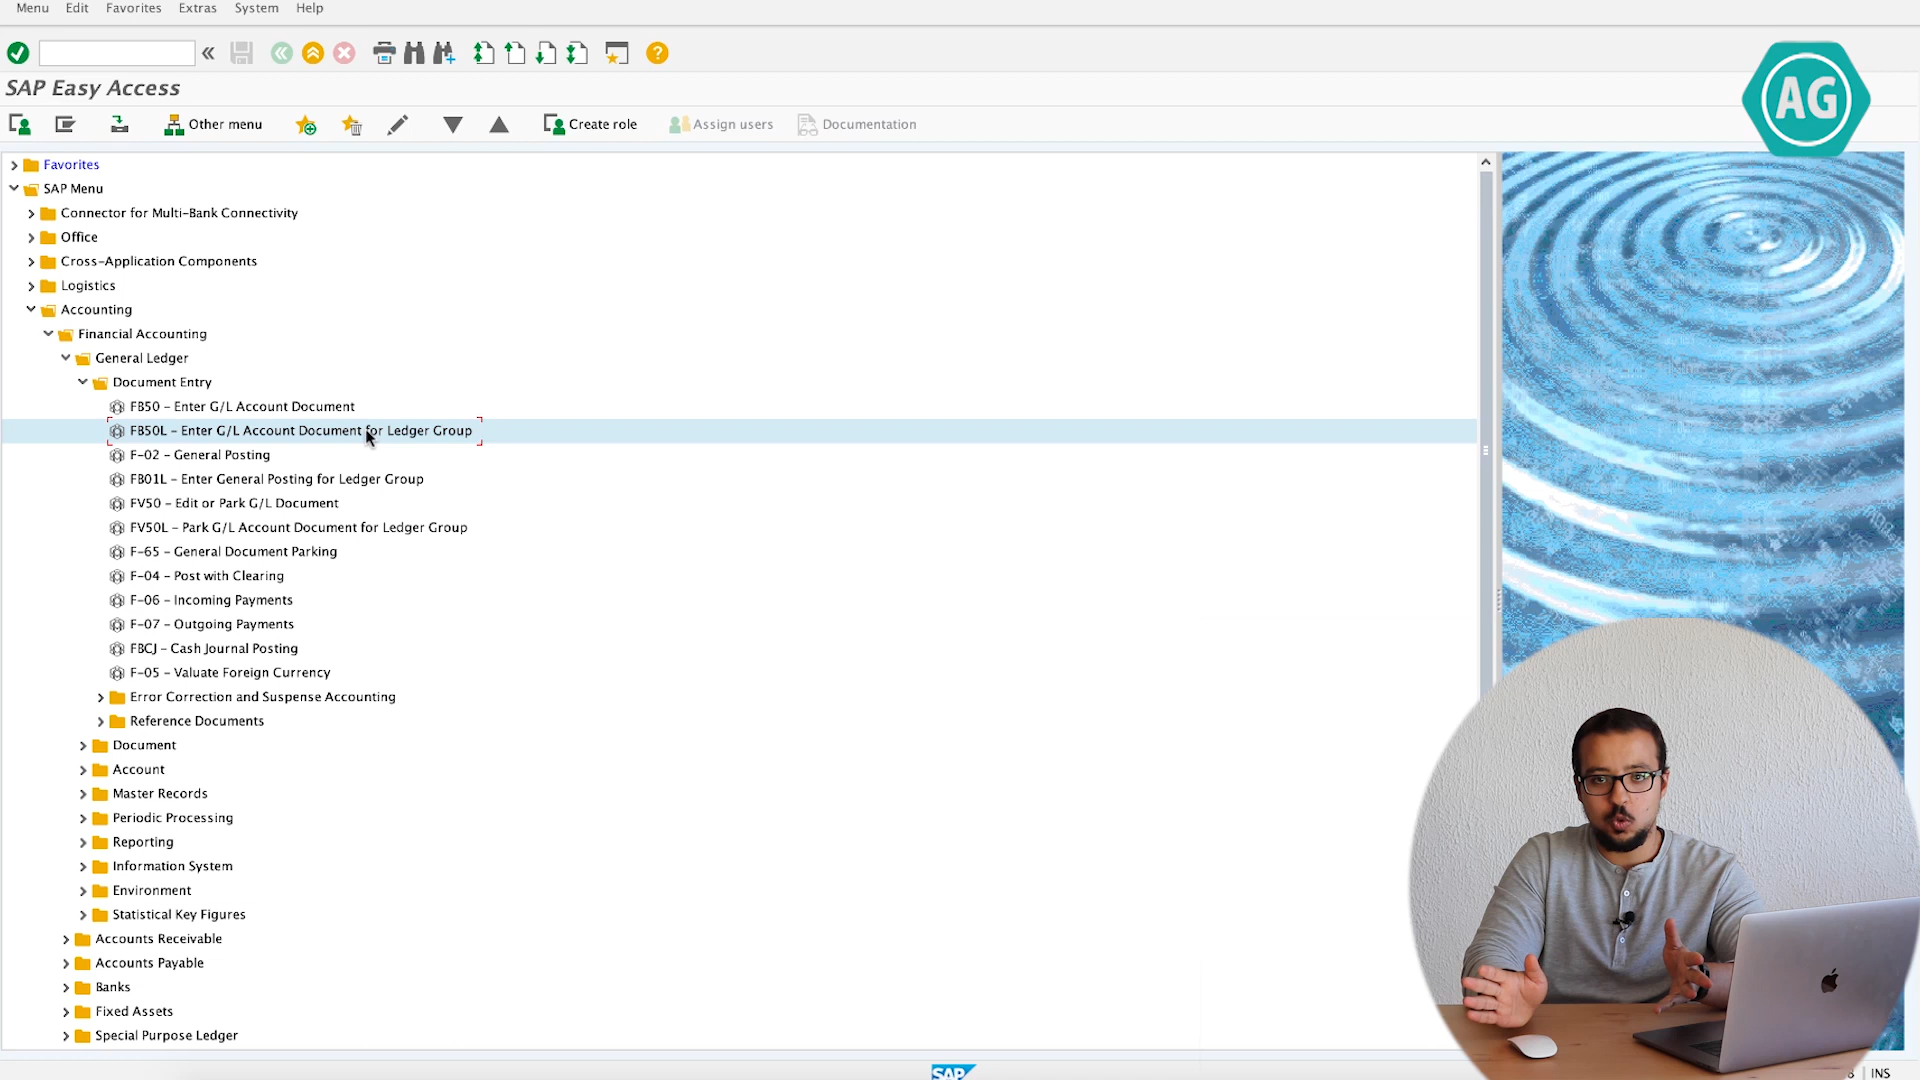 Menu Edit Favorites Extras System Help
SAP Easy Access
Other menu Create role Assign users Documentation
AG
Favorites
SAP Menu
Connector for Multi-Bank Connectivity
Office
Cross-Application Components
Logistics
Accounting
Financial Accounting
General Ledger
Document Entry
FB50 - Enter G/L Account Document
FB50L - Enter G/L Account Document for Ledger Group
F-02 - General Posting
FB01L - Enter General Posting for Ledger Group
FV50 - Edit or Park G/L Document
FV50L - Park G/L Account Document for Ledger Group
F-65 - General Document Parking
F-04 - Post with Clearing
F-06 - Incoming Payments
F-07 - Outgoing Payments
FBCJ - Cash Journal Posting
F-05 - Valuate Foreign Currency
Error Correction and Suspense Accounting
Reference Documents
Document
Account
Master Records
Periodic Processing
Reporting
Information System
Environment
Statistical Key Figures
Accounts Receivable
Accounts Payable
Banks
Fixed Assets
Special Purpose Ledger
SAP
INS